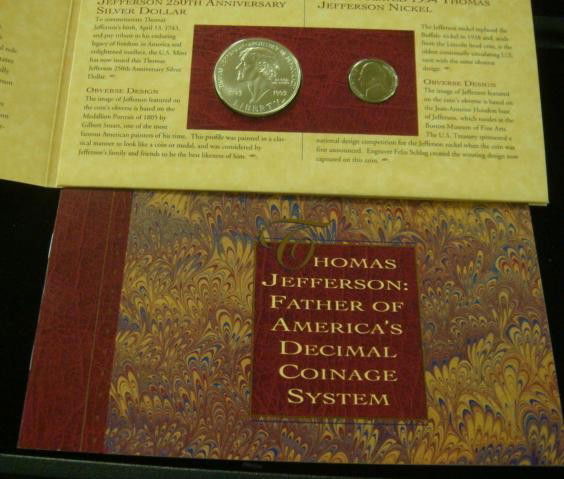 JEFFERSON 250TH ANNIVERSARY
SILVER DOLLAR
To commemorate Thomas
Jefferson's birth, April 13, 1743,
and pay tribute to his enduring
legacy of freedom in America and
enlightened intellect, the U.S. Mint
has now issued this Thomas
Jefferson 250th Anniversary Silver
Dollar.
OBVERSE DESIGN
The image of Jefferson featured on
the coin's obverse is based on the
Medallion Portrait of 1805 by
Gilbert Stuart, one of the most
famous American painters of his time. This profile was painted in a clas-
sical manner to look like a coin or medal, and was considered by
Jefferson's family and friends to be the best likeness of him.
LIBERTY
1994 THOMAS
JEFFERSON NICKEL
The Jefferson nickel replaced the
Buffalo nickel in 1938 and, aside
from the Lincoln head cent, is the
oldest continually circulating U.S.
coin with the same obverse
design.
OBVERSE DESIGN
The image of Jefferson featured on
the coin's obverse is based on
the Jean-Antoine Houdon bust
of Jefferson, which resides at the
Boston Museum of Fine Arts.
The U.S. Treasury sponsored a
national design competition for the Jefferson nickel when the coin was
first announced. Engraver Felix Schlag created the winning design now
captured on this coin.
THOMAS
JEFFERSON:
FATHER OF
AMERICA'S
DECIMAL
COINAGE
SYSTEM